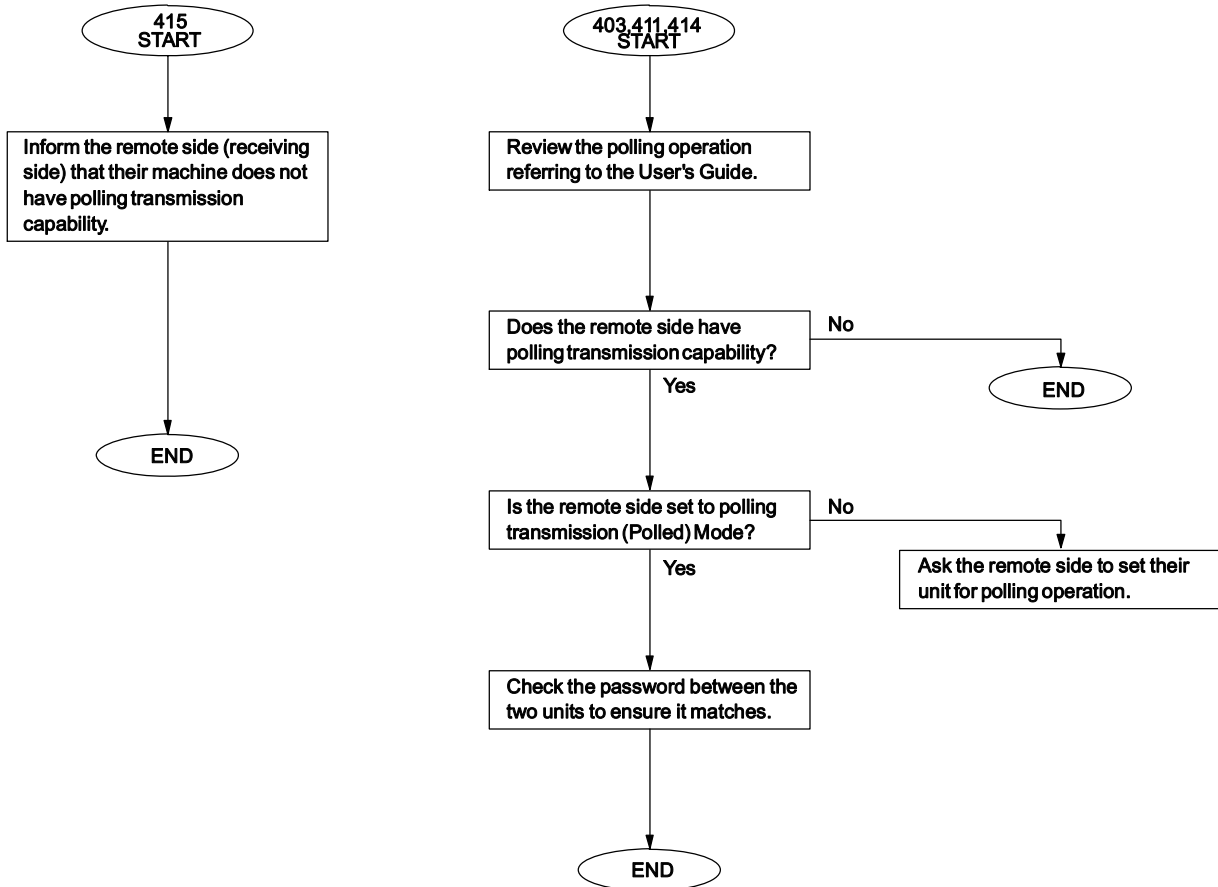 415
START
Inform the remote side (receiving
side) that their machine does not
have polling transmission
capability.
END
403,411,414
START
Review the polling operation
referring to the User's Guide.
Does the remote side have
polling transmission capability?
No
END
Yes
Is the remote side set to polling
transmission (Polled) Mode?
No
Ask the remote side to set their
unit for polling operation.
Yes
Check the password between the
two units to ensure it matches.
END